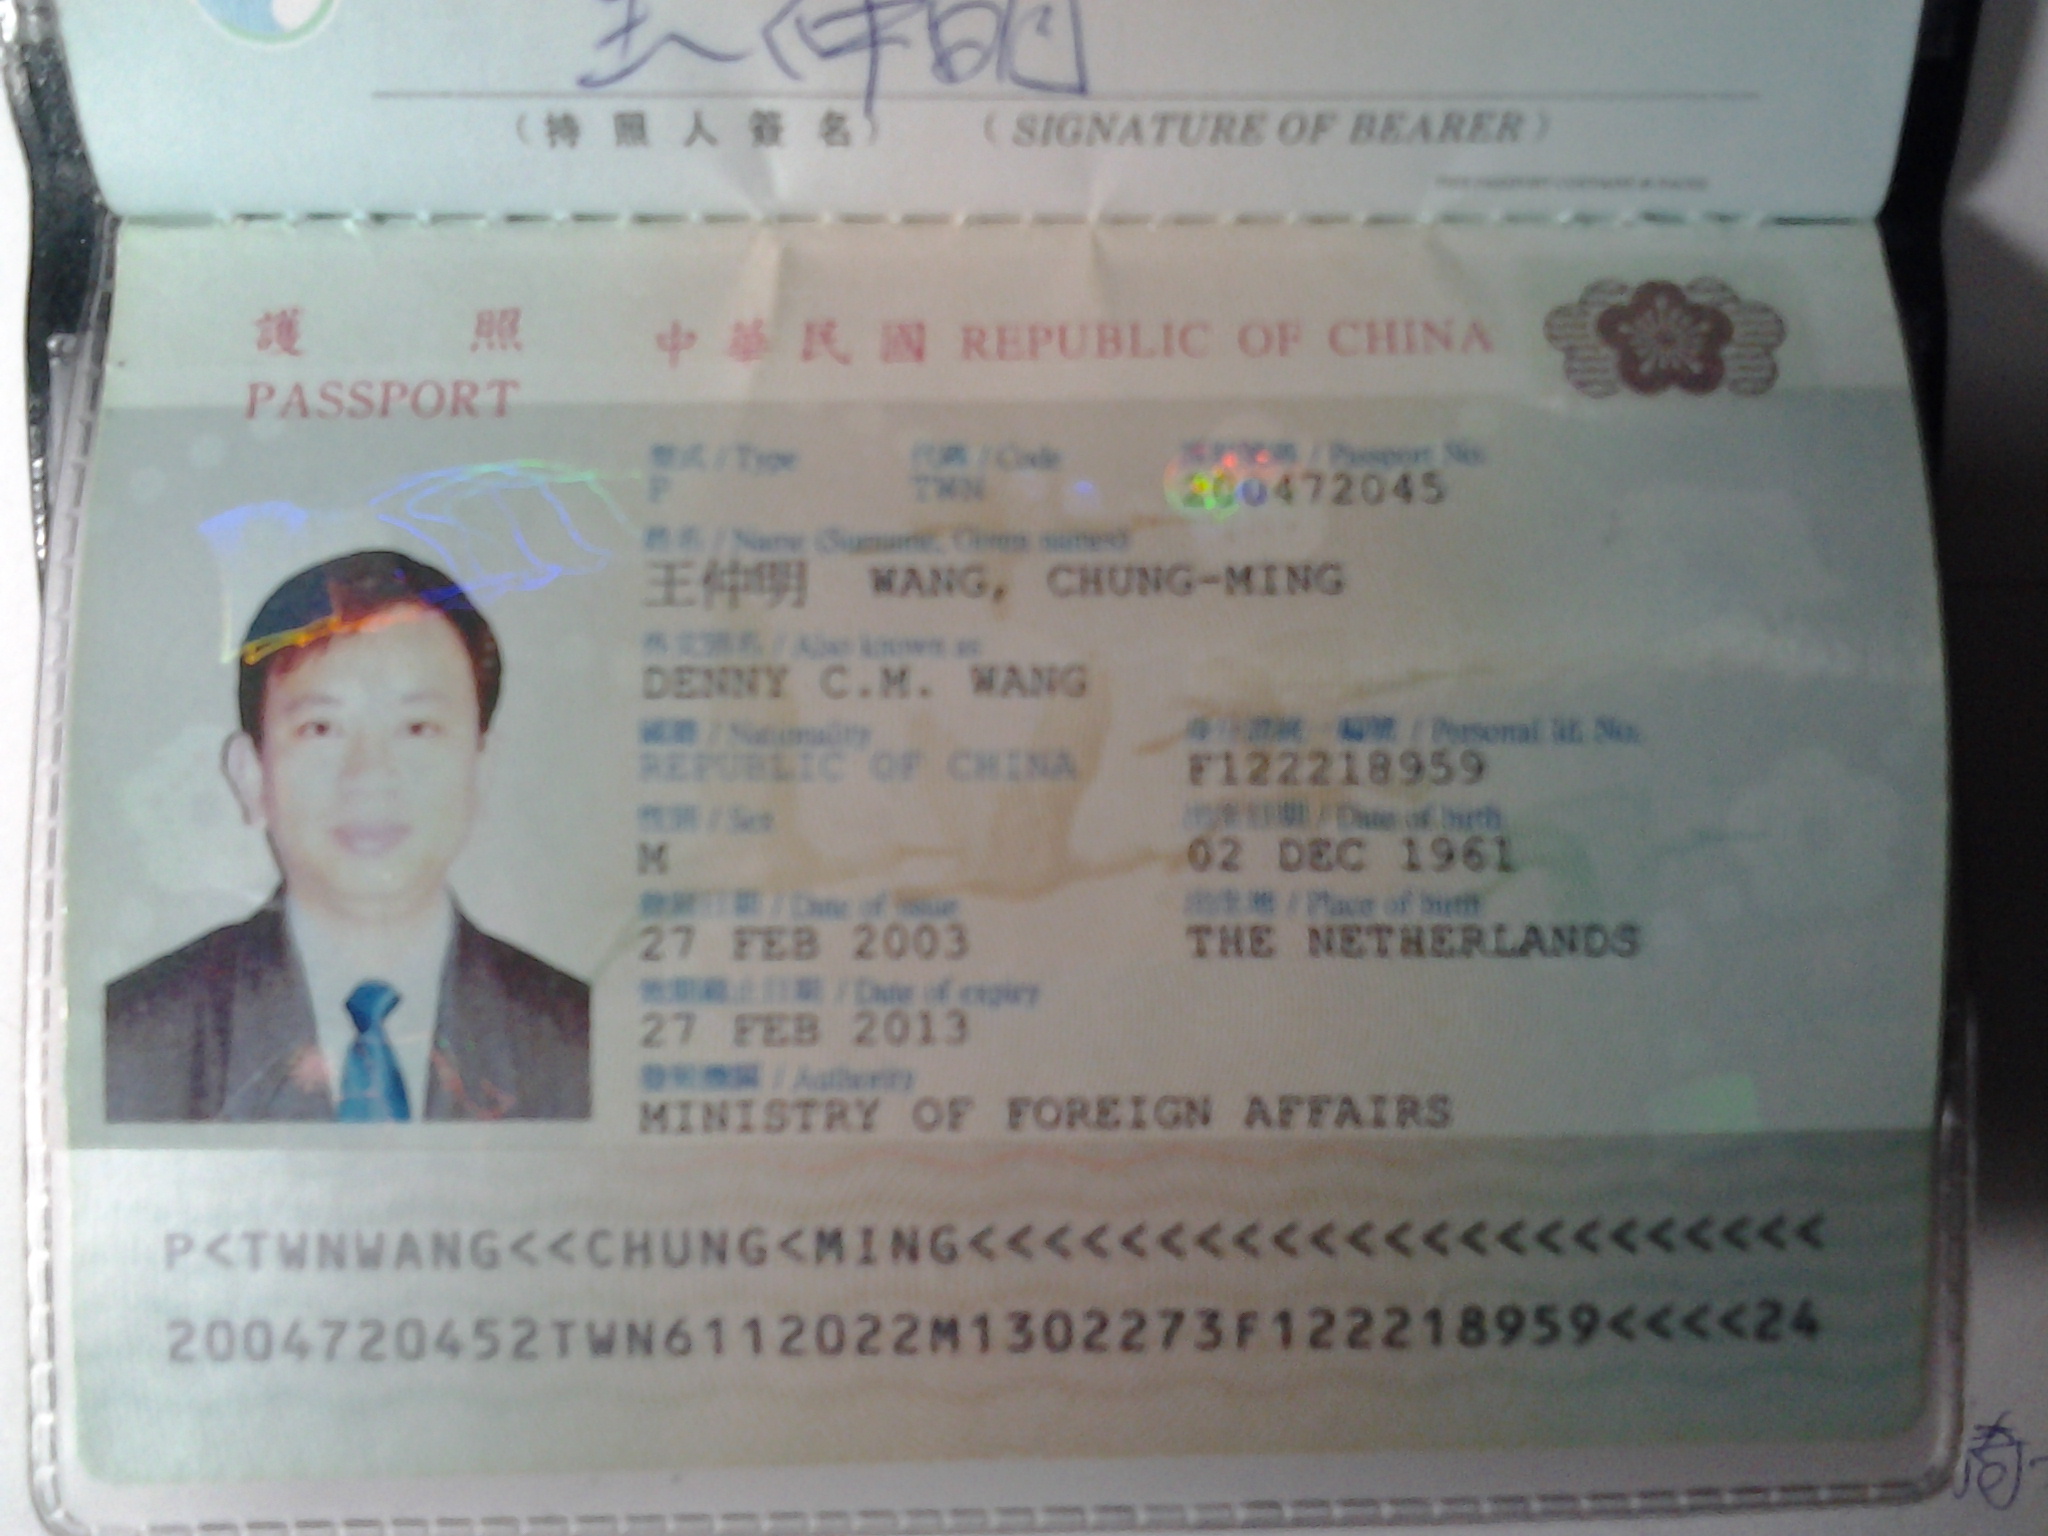 王仲明
（持照人簽名） （SIGNATURE OF BEARER）
護照 中華民國 REPUBLIC OF CHINA
PASSPORT
型式 / Type 代碼 / Code 護照號碼 / Passport No.
P TWN 200472045
姓名 / Name (Surname, Given names)
王仲明 WANG, CHUNG-MING
外文別名 / Also known as
DENNY C.M. WANG
國籍 / Nationality 身分證統一編號 / Personal Id. No.
REPUBLIC OF CHINA F122218959
性別 / Sex 出生日期 / Date of birth
M 02 DEC 1961
發照日期 / Date of issue 出生地 / Place of birth
27 FEB 2003 THE NETHERLANDS
效期截止日期 / Date of expiry
27 FEB 2013
發照機關 / Authority
MINISTRY OF FOREIGN AFFAIRS
P<TWNWANG<<CHUNG<MING<<<<<<<<<<<<<<<<<<<<<<<
2004720452TWN6112022M1302273F122218959<<<<24